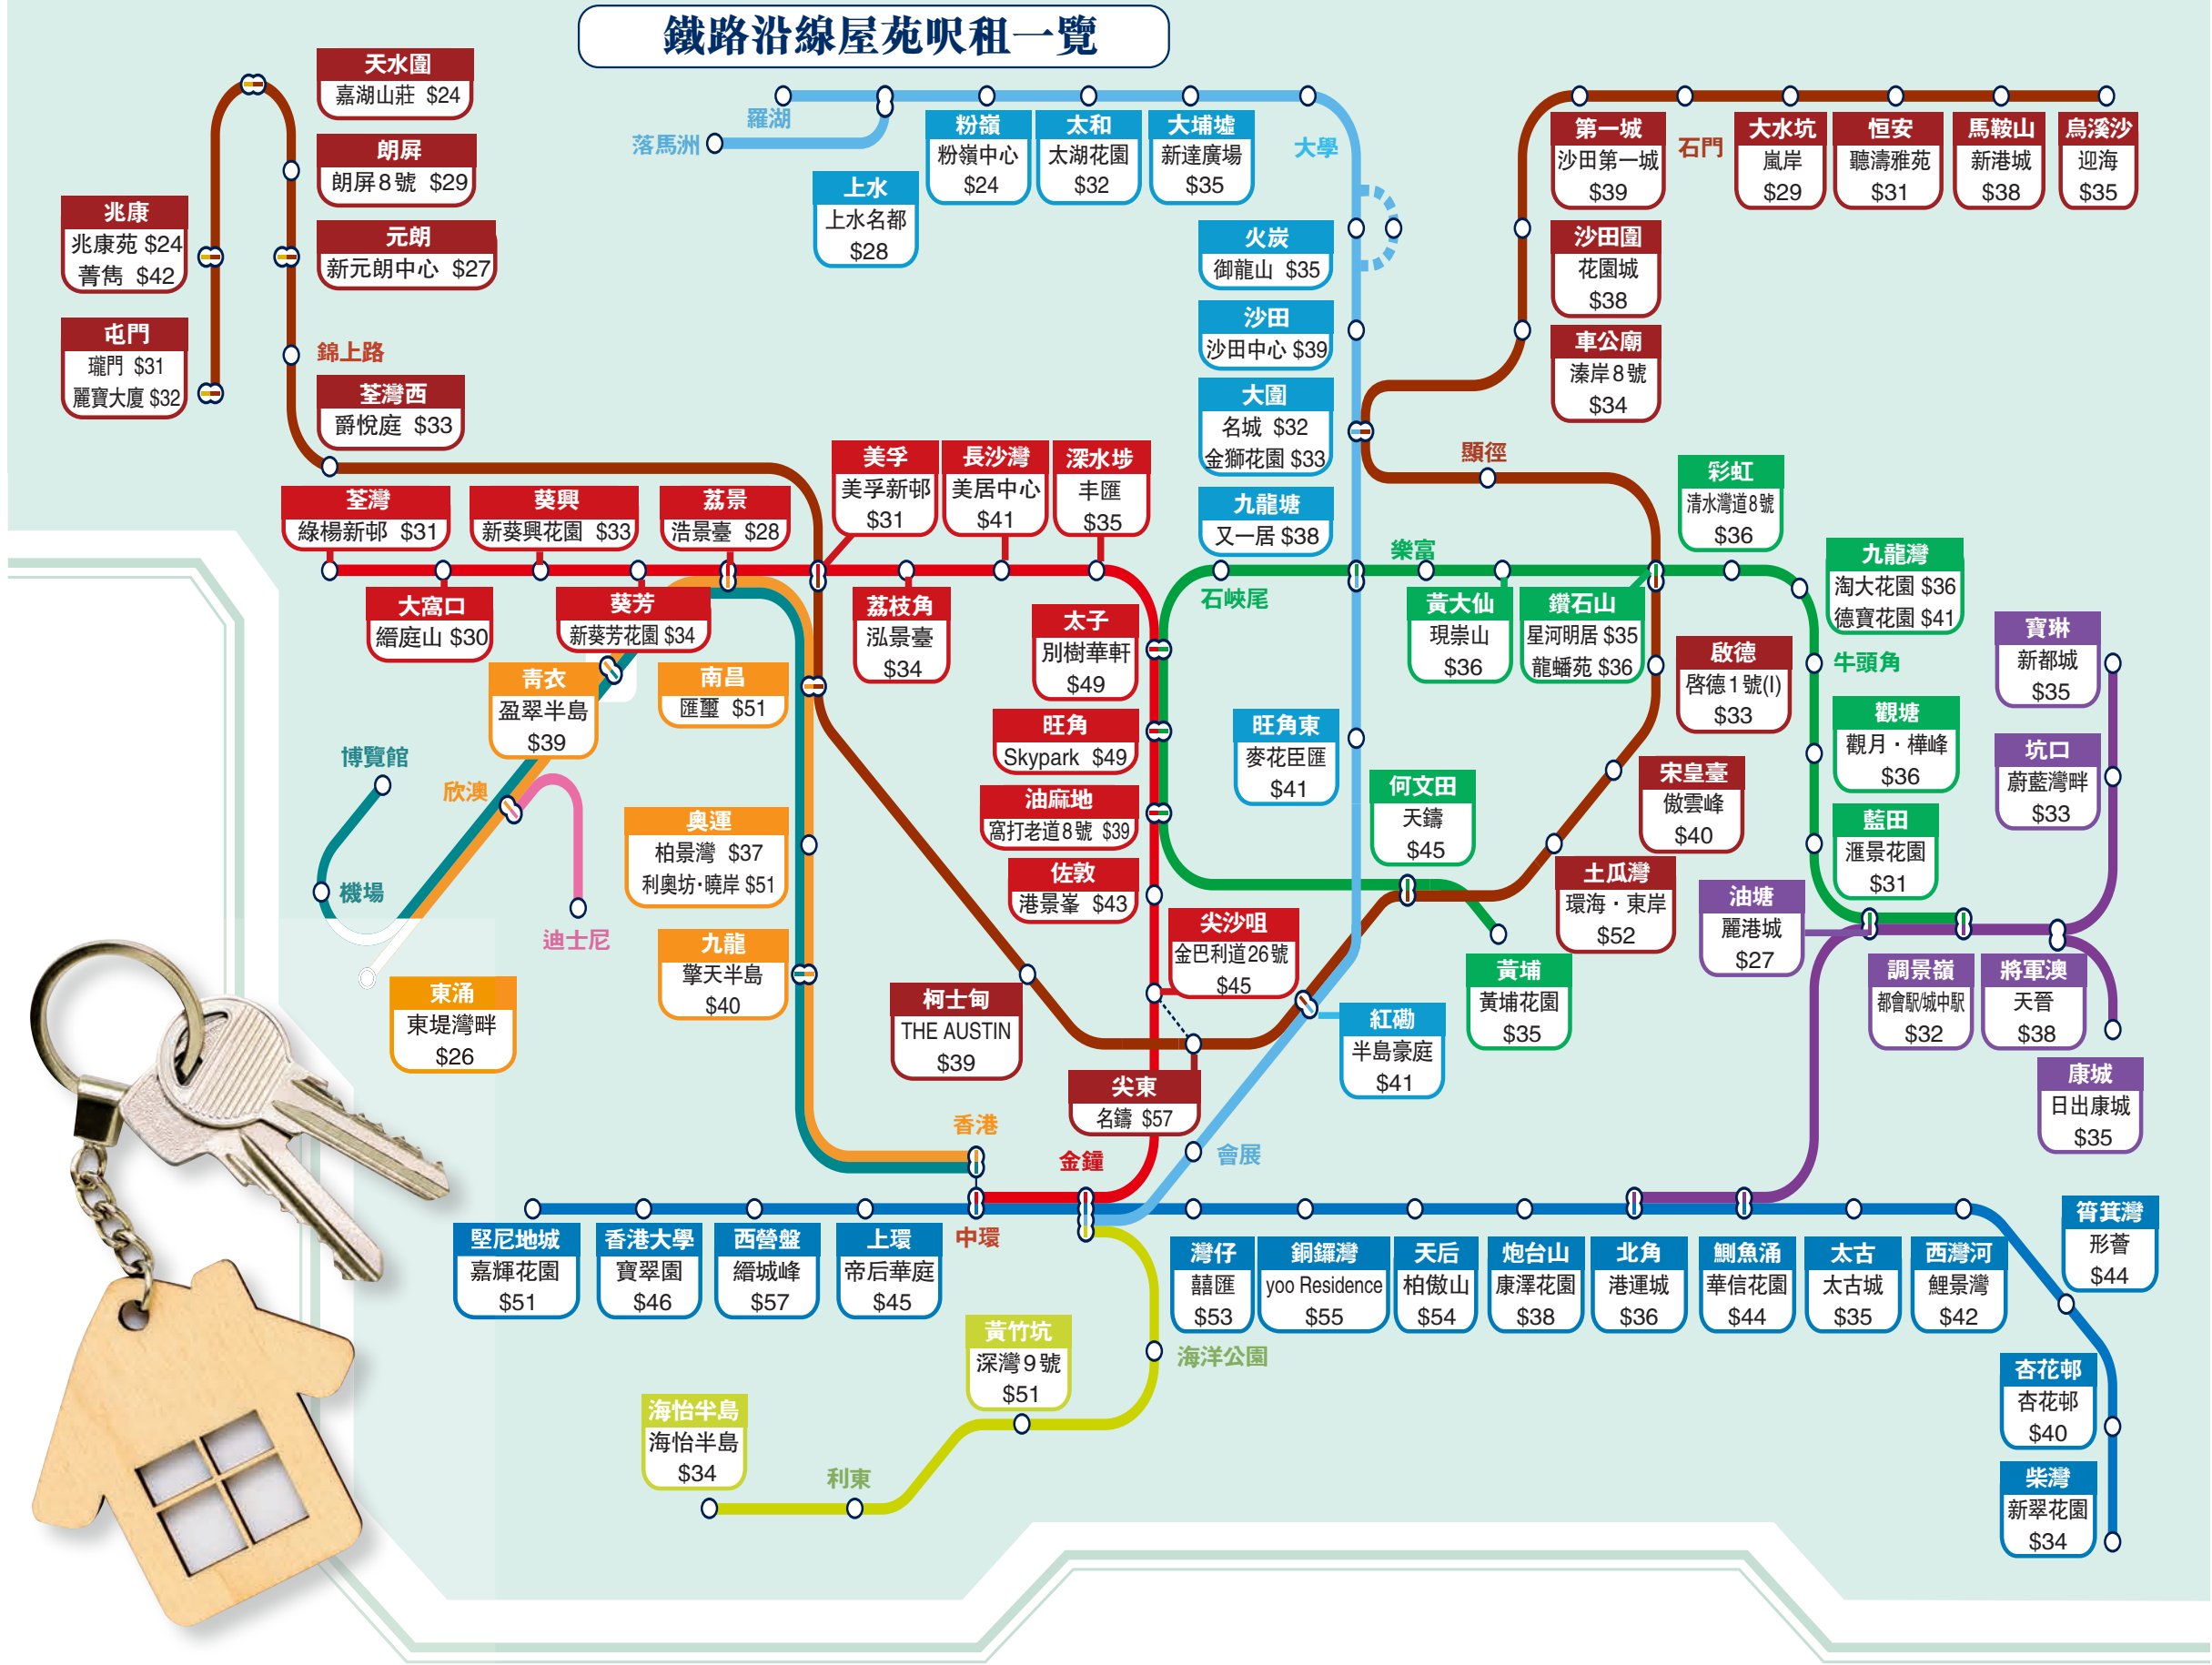 鐵路沿線屋苑呎租一覽
天水圍
嘉湖山莊 $24
朗屏
朗屏8號 $29
兆康
兆康苑 $24
菁雋 $42
元朗
新元朗中心 $27
屯門
瓏門 $31
麗寶大廈 $32
錦上路
荃灣西
爵悅庭 $33
羅湖
落馬洲
上水
上水名都
$28
粉嶺
粉嶺中心
$24
太和
太湖花園
$32
大埔墟
新達廣場
$35
大學
火炭
御龍山 $35
沙田
沙田中心 $39
大圍
名城 $32
金獅花園 $33
九龍塘
又一居 $38
第一城
沙田第一城
$39
石門
大水坑
嵐岸
$29
恒安
聽濤雅苑
$31
馬鞍山
新港城
$38
烏溪沙
迎海
$35
沙田圍
花園城
$38
車公廟
溱岸8號
$34
顯徑
荃灣
綠楊新邨 $31
葵興
新葵興花園 $33
荔景
浩景臺 $28
美孚
美孚新邨
$31
長沙灣
美居中心
$41
深水埗
丰匯
$35
大窩口
縉庭山 $30
葵芳
新葵芳花園 $34
荔枝角
泓景臺
$34
太子
別樹華軒
$49
石峽尾
樂富
黃大仙
現崇山
$36
鑽石山
星河明居 $35
龍蟠苑 $36
彩虹
清水灣道8號
$36
九龍灣
淘大花園 $36
德寶花園 $41
牛頭角
啟德
啓德1號(I)
$33
寶琳
新都城
$35
觀塘
觀月・樺峰
$36
坑口
蔚藍灣畔
$33
藍田
滙景花園
$31
青衣
盈翠半島
$39
南昌
匯璽 $51
博覽館
欣澳
機場
迪士尼
奧運
柏景灣 $37
利奧坊・曉岸 $51
九龍
擎天半島
$40
東涌
東堤灣畔
$26
旺角
Skypark $49
油麻地
窩打老道8號 $39
佐敦
港景峯 $43
旺角東
麥花臣匯
$41
何文田
天鑄
$45
宋皇臺
傲雲峰
$40
土瓜灣
環海・東岸
$52
尖沙咀
金巴利道26號
$45
柯士甸
THE AUSTIN
$39
尖東
名鑄 $57
紅磡
半島豪庭
$41
黃埔
黃埔花園
$35
油塘
麗港城
$27
調景嶺
都會駅/城中駅
$32
將軍澳
天晉
$38
康城
日出康城
$35
香港
金鐘
會展
中環
堅尼地城
嘉輝花園
$51
香港大學
寶翠園
$46
西營盤
縉城峰
$57
上環
帝后華庭
$45
灣仔
囍匯
$53
銅鑼灣
yoo Residence
$55
天后
柏傲山
$54
炮台山
康澤花園
$38
北角
港運城
$36
鰂魚涌
華信花園
$44
太古
太古城
$35
西灣河
鯉景灣
$42
筲箕灣
形薈
$44
杏花邨
杏花邨
$40
柴灣
新翠花園
$34
黃竹坑
深灣9號
$51
海洋公園
海怡半島
海怡半島
$34
利東